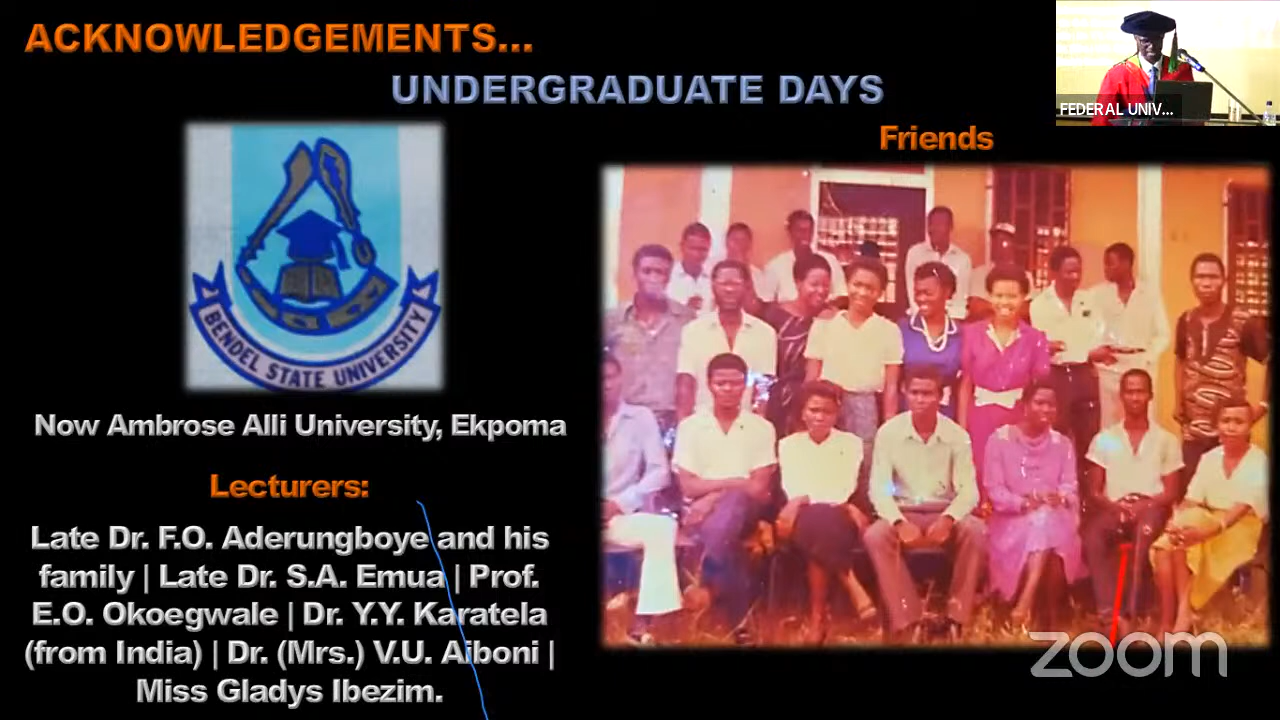 ACKNOWLEDGEMENTS...
UNDERGRADUATE DAYS
FEDERAL UNIV...
Friends
BENDEL STATE UNIVERSITY
Now Ambrose Alli University, Ekpoma
Lecturers:
Late Dr. F.O. Aderungboye and his
family | Late Dr. S.A. Emua | Prof.
E.O. Okoegwale | Dr. Y.Y. Karatela
(from India) | Dr. (Mrs.) V.U. Aiboni |
Miss Gladys Ibezim.
zoom